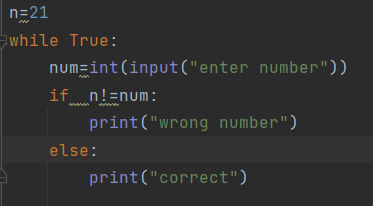 n=21
while True:
    num=int(input("enter number"))
    if  n!=num:
        print("wrong number")
    else:
        print("correct")